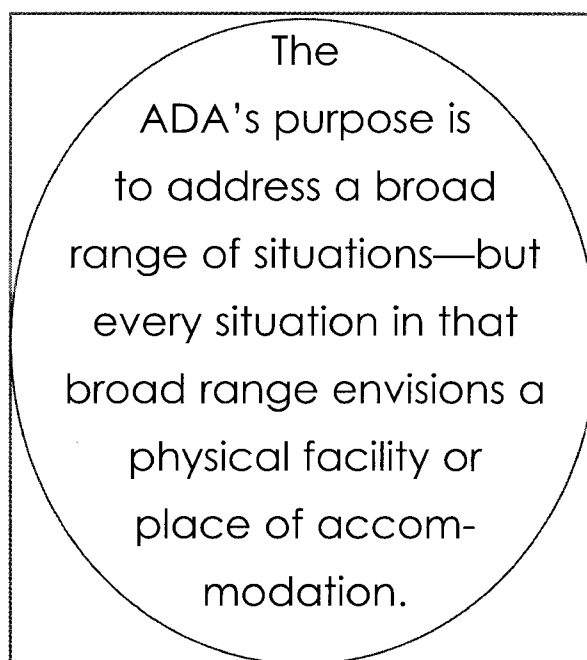 The
ADA's purpose is
to address a broad
range of situations—but
every situation in that
broad range envisions a
physical facility or
place of accom-
modation.